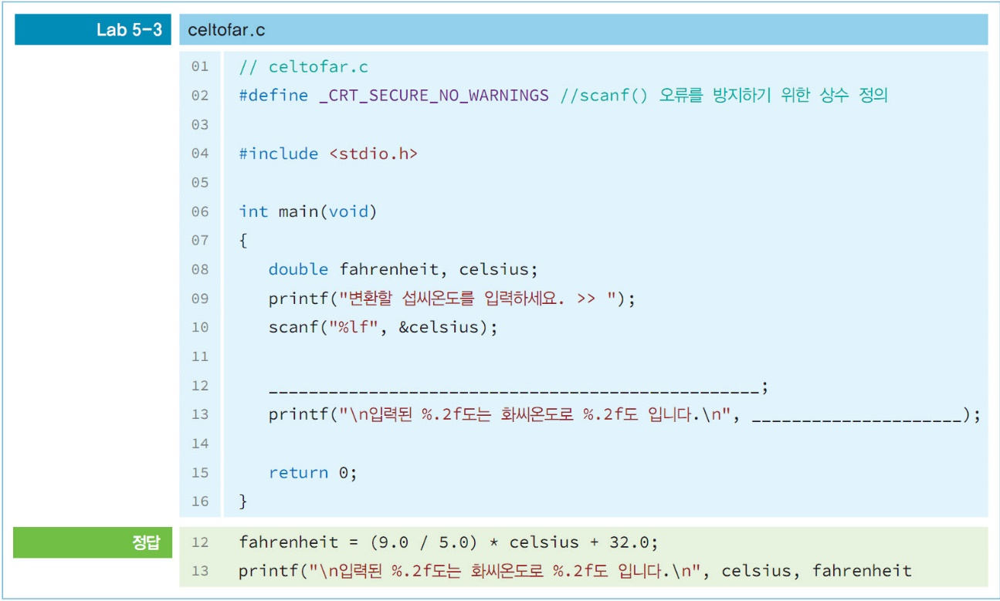 Lab 5-3 celtofar.c
01 // celtofar.c
02 #define _CRT_SECURE_NO_WARNINGS //scanf() 오류를 방지하기 위한 상수 정의
03
04 #include <stdio.h>
05
06 int main(void)
07 {
08 double fahrenheit, celsius;
09 printf("변환할 섭씨온도를 입력하세요. >> ");
10 scanf("%lf", &celsius);
11
12 _________________________________________________;
13 printf("\n입력된 %.2f도는 화씨온도로 %.2f도 입니다.\n", _____________________);
14
15 return 0;
16 }
정답 12 fahrenheit = (9.0 / 5.0) * celsius + 32.0;
13 printf("\n입력된 %.2f도는 화씨온도로 %.2f도 입니다.\n", celsius, fahrenheit